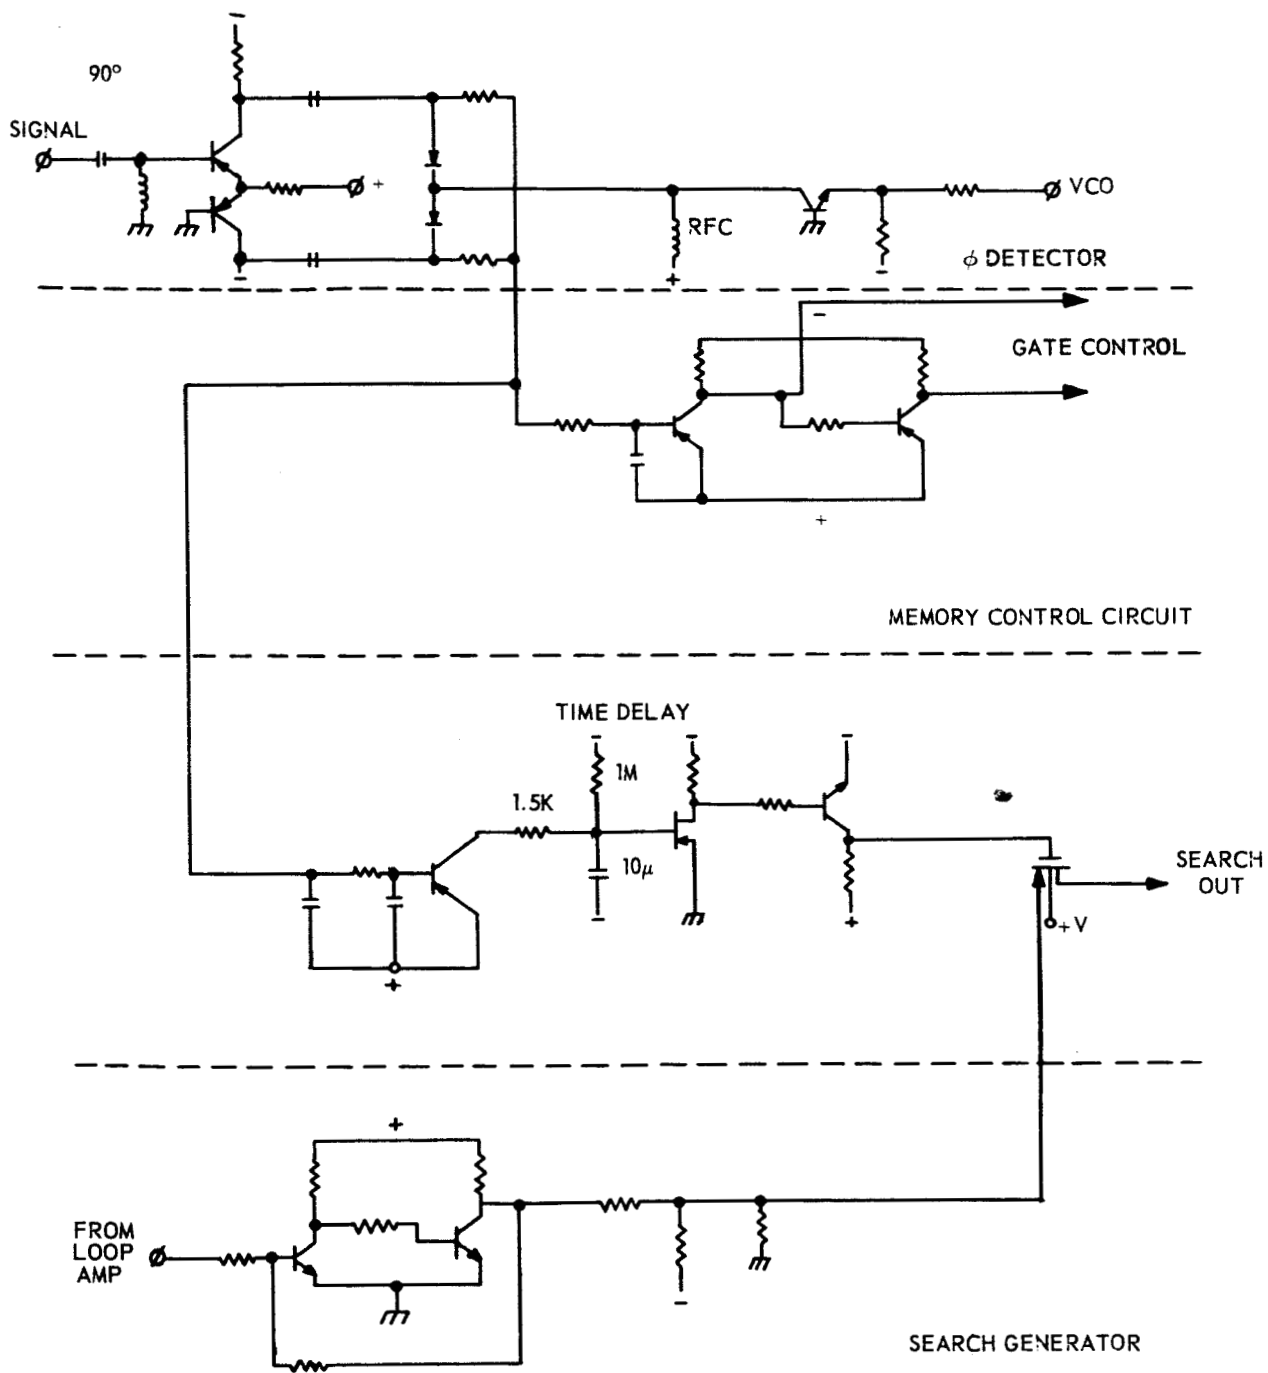 −
90°
SIGNAL
+
VCO
RFC
−
+
−
φ DETECTOR
−
GATE CONTROL
+
MEMORY CONTROL CIRCUIT
TIME DELAY
−
−
−
1M
1.5K
10μ
SEARCH
OUT
−
+
+V
+
+
FROM
LOOP
AMP
−
SEARCH GENERATOR